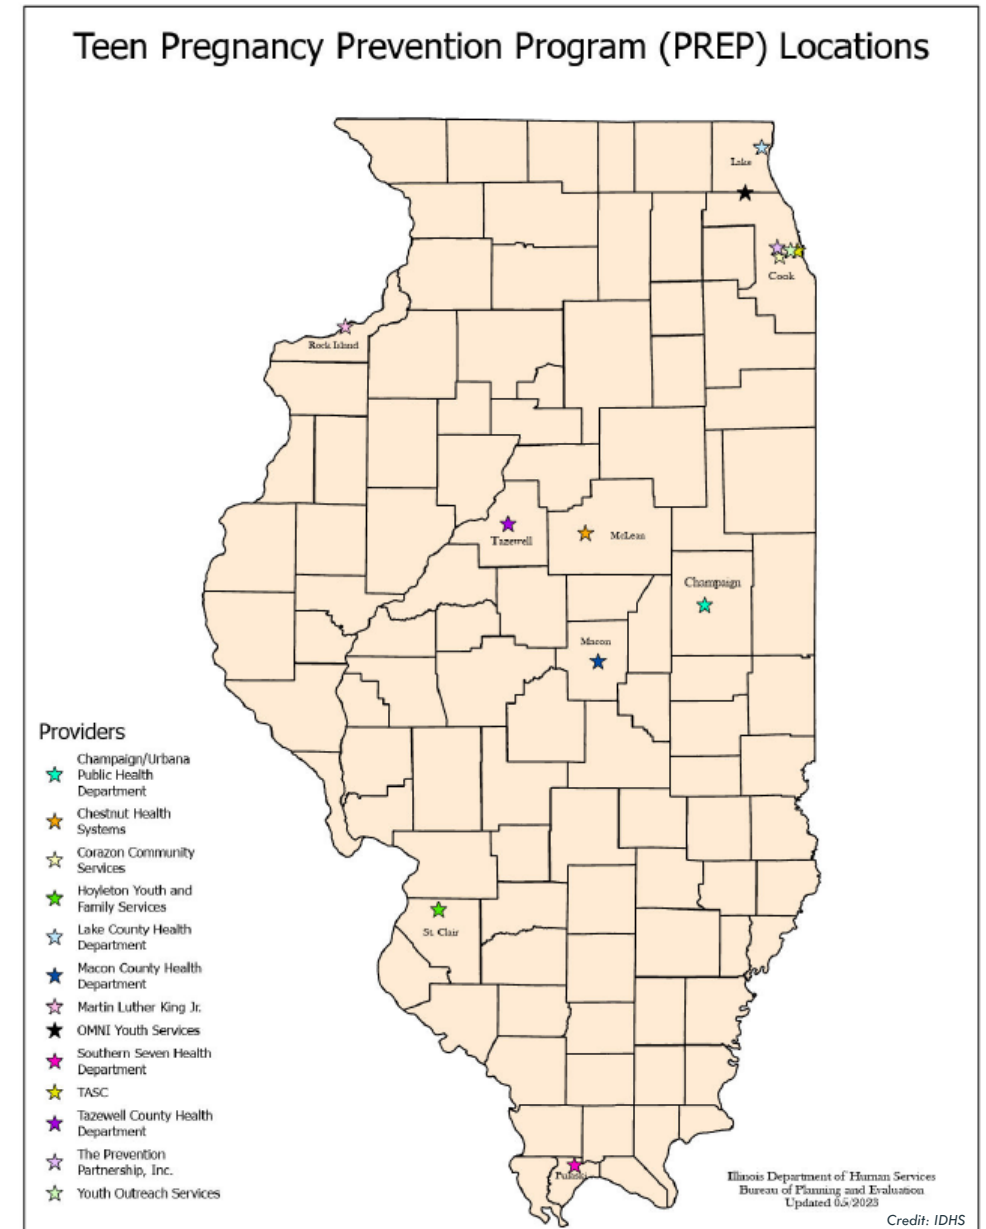 Teen Pregnancy Prevention Program (PREP) Locations
Lake
Cook
Rock Island
Tazewell
McLean
Champaign
Macon
St. Clair
Pulaski
Providers
Champaign/Urbana
Public Health
Department
Chestnut Health
Systems
Corazon Community
Services
Hoyleton Youth and
Family Services
Lake County Health
Department
Macon County Health
Department
Martin Luther King Jr.
OMNI Youth Services
Southern Seven Health
Department
TASC
Tazewell County Health
Department
The Prevention
Partnership, Inc.
Youth Outreach Services
Illinois Department of Human Services
Bureau of Planning and Evaluation
Updated 05/2023
Credit: IDHS